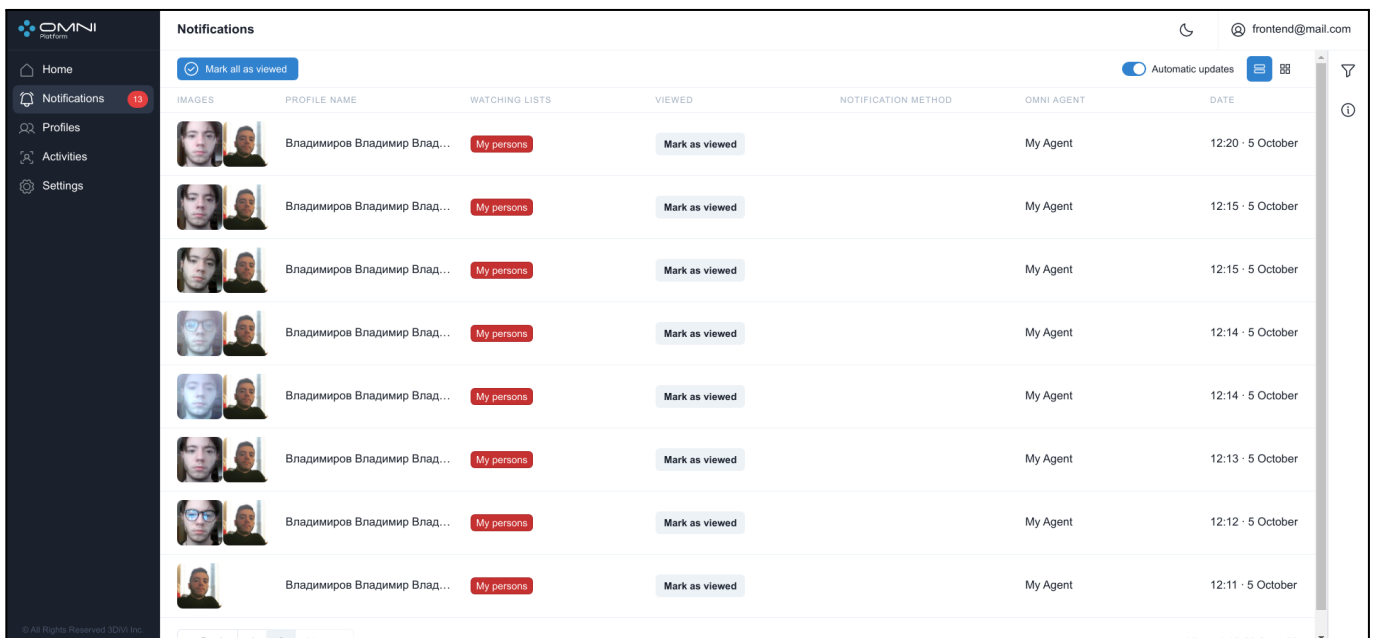 OMNI
Platform
Notifications
frontend@mail.com
Home
Notifications 13
Profiles
Activities
Settings
Mark all as viewed
Automatic updates
IMAGES PROFILE NAME WATCHING LISTS VIEWED NOTIFICATION METHOD OMNI AGENT DATE
Владимиров Владимир Влад... My persons Mark as viewed My Agent 12:20 · 5 October
Владимиров Владимир Влад... My persons Mark as viewed My Agent 12:15 · 5 October
Владимиров Владимир Влад... My persons Mark as viewed My Agent 12:15 · 5 October
Владимиров Владимир Влад... My persons Mark as viewed My Agent 12:14 · 5 October
Владимиров Владимир Влад... My persons Mark as viewed My Agent 12:14 · 5 October
Владимиров Владимир Влад... My persons Mark as viewed My Agent 12:13 · 5 October
Владимиров Владимир Влад... My persons Mark as viewed My Agent 12:12 · 5 October
Владимиров Владимир Влад... My persons Mark as viewed My Agent 12:11 · 5 October
© All Rights Reserved 3DiVi Inc.